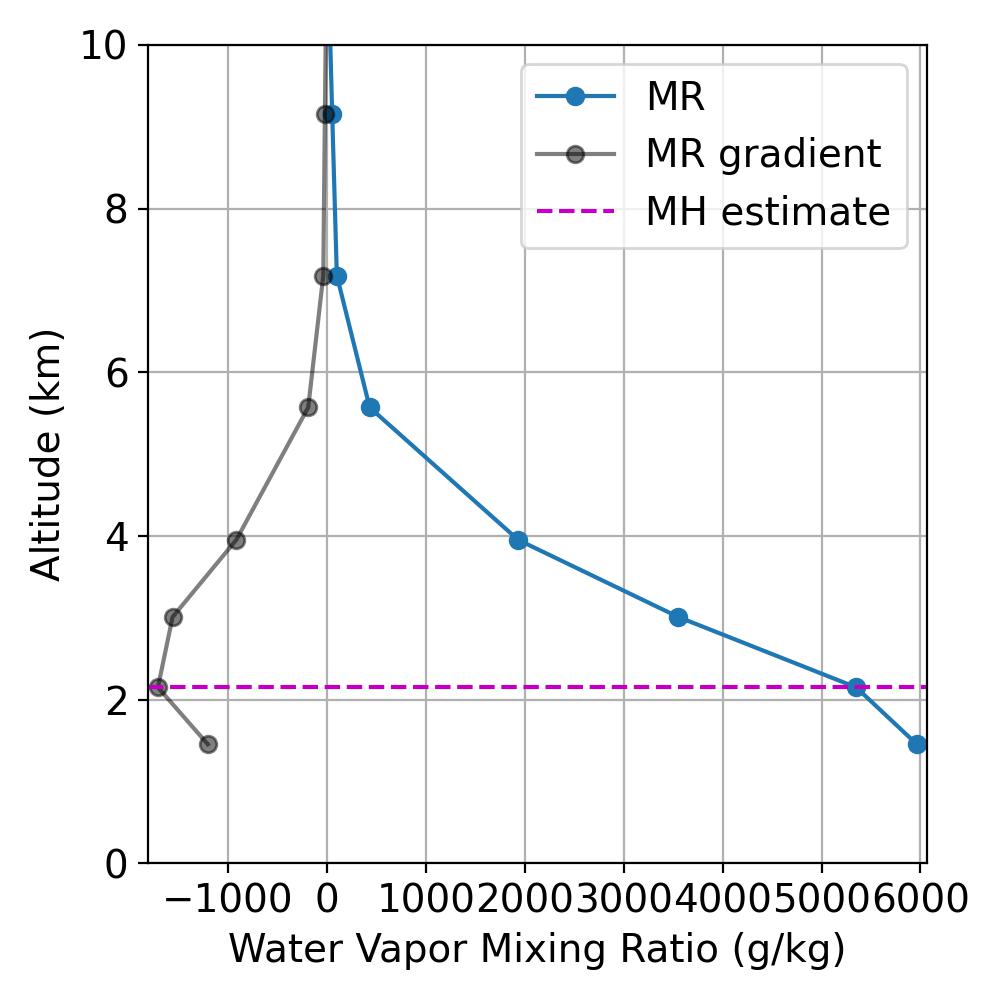 10
8
6
4
2
0
Altitude (km)
MR
MR gradient
MH estimate
−1000 0 1000 2000 3000 4000 5000 6000
Water Vapor Mixing Ratio (g/kg)